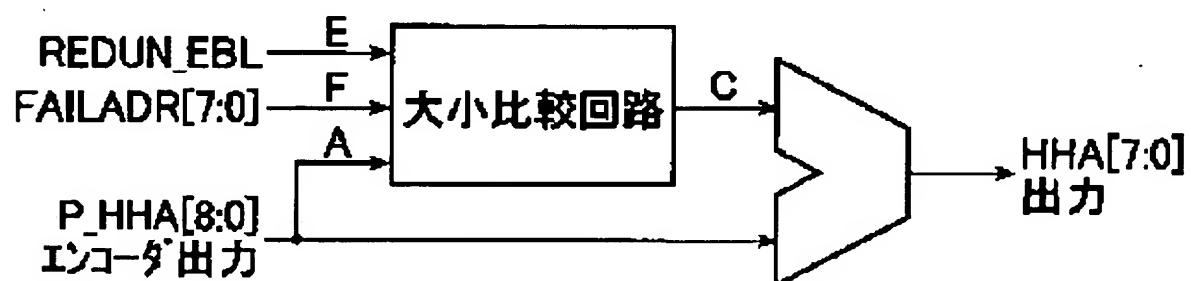 REDUN_EBL
E
FAILADR[7:0]
F
A
大小比較回路
C
P_HHA[8:0]
エンコーダ出力
HHA[7:0]
出力